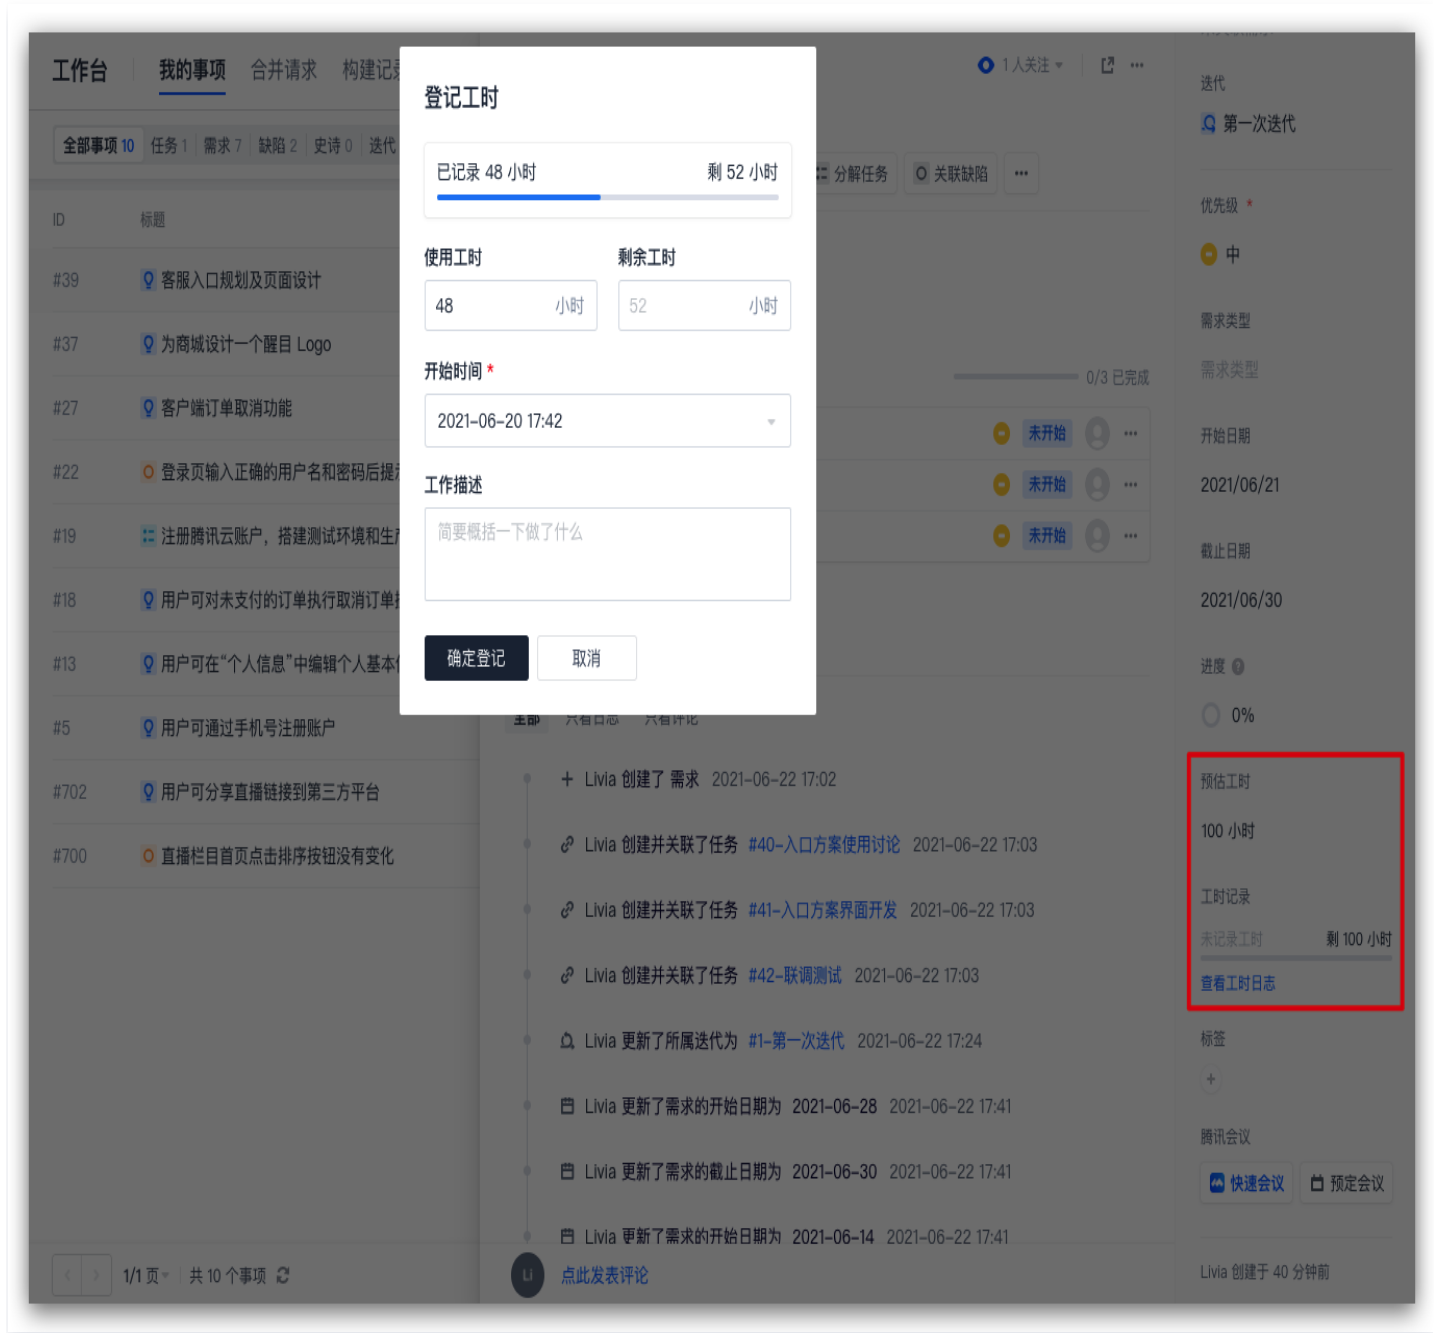 工作台 我的事项 合并请求 构建记录
全部事项 10 任务 1 需求 7 缺陷 2 史诗 0 迭代
ID 标题
#39 客服入口规划及页面设计
#37 为商城设计一个醒目 Logo
#27 客户端订单取消功能
#22 登录页输入正确的用户名和密码后提示
#19 注册腾讯云账户，搭建测试环境和生产
#18 用户可对未支付的订单执行取消订单
#13 用户可在“个人信息”中编辑个人基本
#5 用户可通过手机号注册账户
#702 用户可分享直播链接到第三方平台
#700 直播栏目首页点击排序按钮没有变化
1/1 页 共 10 个事项
登记工时
已记录 48 小时 剩 52 小时
使用工时 剩余工时
48 小时 52 小时
开始时间 *
2021-06-20 17:42
工作描述
简要概括一下做了什么
确定登记 取消
1 人关注 ···
分解任务 关联缺陷 ···
0/3 已完成
未开始 ···
未开始 ···
未开始 ···
全部 只看日志 只看评论
Livia 创建了 需求 2021-06-22 17:02
Livia 创建并关联了任务 #40-入口方案使用讨论 2021-06-22 17:03
Livia 创建并关联了任务 #41-入口方案界面开发 2021-06-22 17:03
Livia 创建并关联了任务 #42-联调测试 2021-06-22 17:03
Livia 更新了所属迭代为 #1-第一次迭代 2021-06-22 17:24
Livia 更新了需求的开始日期为 2021-06-28 2021-06-22 17:41
Livia 更新了需求的截止日期为 2021-06-30 2021-06-22 17:41
Livia 更新了需求的开始日期为 2021-06-14 2021-06-22 17:41
Li 点此发表评论
迭代
第一次迭代
优先级 *
中
需求类型
需求类型
开始日期
2021/06/21
截止日期
2021/06/30
进度
0%
预估工时
100 小时
工时记录
未记录工时 剩 100 小时
查看工时日志
标签
+
腾讯会议
快速会议 预定会议
Livia 创建于 40 分钟前